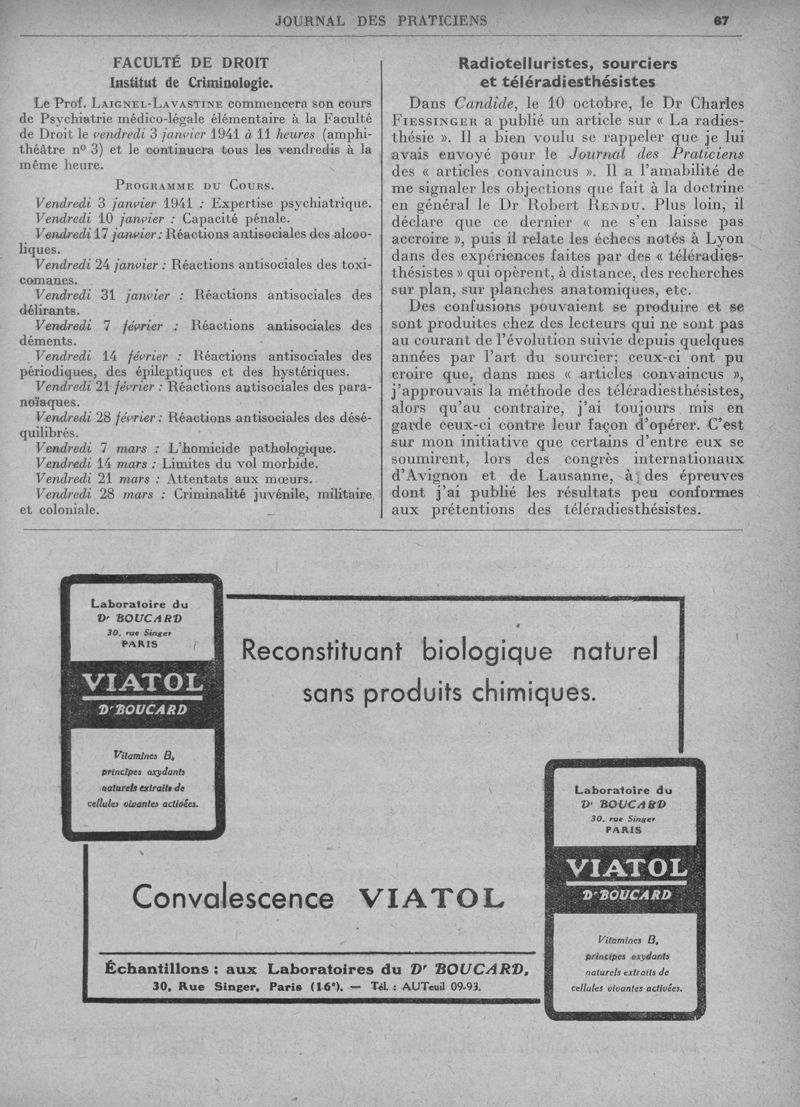 JOURNAL DES PRATICIENS 67
FACULTÉ DE DROIT
Institut de Criminologie.
Le Prof. LAIGNEL-LAVASTINE commencera son cours
de Psychiatrie médico-légale élémentaire à la Faculté
de Droit le vendredi 3 janvier 1941 à 11 heures (amphi-
théâtre nº 3) et le continuera tous les vendredis à la
même heure.
PROGRAMME DU COURS.
Vendredi 3 janvier 1941 : Expertise psychiatrique.
Vendredi 10 janvier : Capacité pénale.
Vendredi 17 janvier : Réactions antisociales des alcoo-
liques.
Vendredi 24 janvier : Réactions antisociales des toxi-
comanes.
Vendredi 31 janvier : Réactions antisociales des
délirants.
Vendredi 7 février : Réactions antisociales des
déments.
Vendredi 14 février : Réactions antisociales des
périodiques, des épileptiques et des hystériques.
Vendredi 21 février : Réactions antisociales des para-
noïaques.
Vendredi 28 février : Réactions antisociales des désé-
quilibrés.
Vendredi 7 mars : L'homicide pathologique.
Vendredi 14 mars : Limites du vol morbide.
Vendredi 21 mars : Attentats aux mœurs.
Vendredi 28 mars : Criminalité juvénile, militaire,
et coloniale.
Radiotelluristes, sourciers
et téléradiesthésistes
Dans Candide, le 10 octobre, le Dr Charles
FIESSINGER a publié un article sur « La radies-
thésie ». Il a bien voulu se rappeler que je lui
avais envoyé pour le Journal des Praticiens
des « articles convaincus ». Il a l'amabilité de
me signaler les objections que fait à la doctrine
en général le Dr Robert RENDU. Plus loin, il
déclare que ce dernier « ne s'en laisse pas
accroire », puis il relate les échecs notés à Lyon
dans des expériences faites par des « téléradies-
thésistes » qui opèrent, à distance, des recherches
sur plan, sur planches anatomiques, etc.
Des confusions pouvaient se produire et se
sont produites chez des lecteurs qui ne sont pas
au courant de l'évolution suivie depuis quelques
années par l'art du sourcier; ceux-ci ont pu
croire que, dans mes « articles convaincus »,
j'approuvais la méthode des téléradiesthésistes,
alors qu'au contraire, j'ai toujours mis en
garde ceux-ci contre leur façon d'opérer. C'est
sur mon initiative que certains d'entre eux se
soumirent, lors des congrès internationaux
d'Avignon et de Lausanne, à des épreuves
dont j'ai publié les résultats peu conformes
aux prétentions des téléradiesthésistes.
Laboratoire du
Dr BOUCARD
30, rue Singer
PARIS
VIATOL
Dr BOUCARD
Vitamines B,
principes oxydants
naturels extraits de
cellules vivantes activées.
Reconstituant biologique naturel
sans produits chimiques.
Laboratoire du
Dr BOUCARD
30, rue Singer
PARIS
VIATOL
Dr BOUCARD
Vitamines B,
principes oxydants
naturels extraits de
cellules vivantes activées.
Convalescence VIATOL
Échantillons : aux Laboratoires du Dr BOUCARD,
30, Rue Singer, Paris (16e). — Tél. : AUTeuil 09-93.